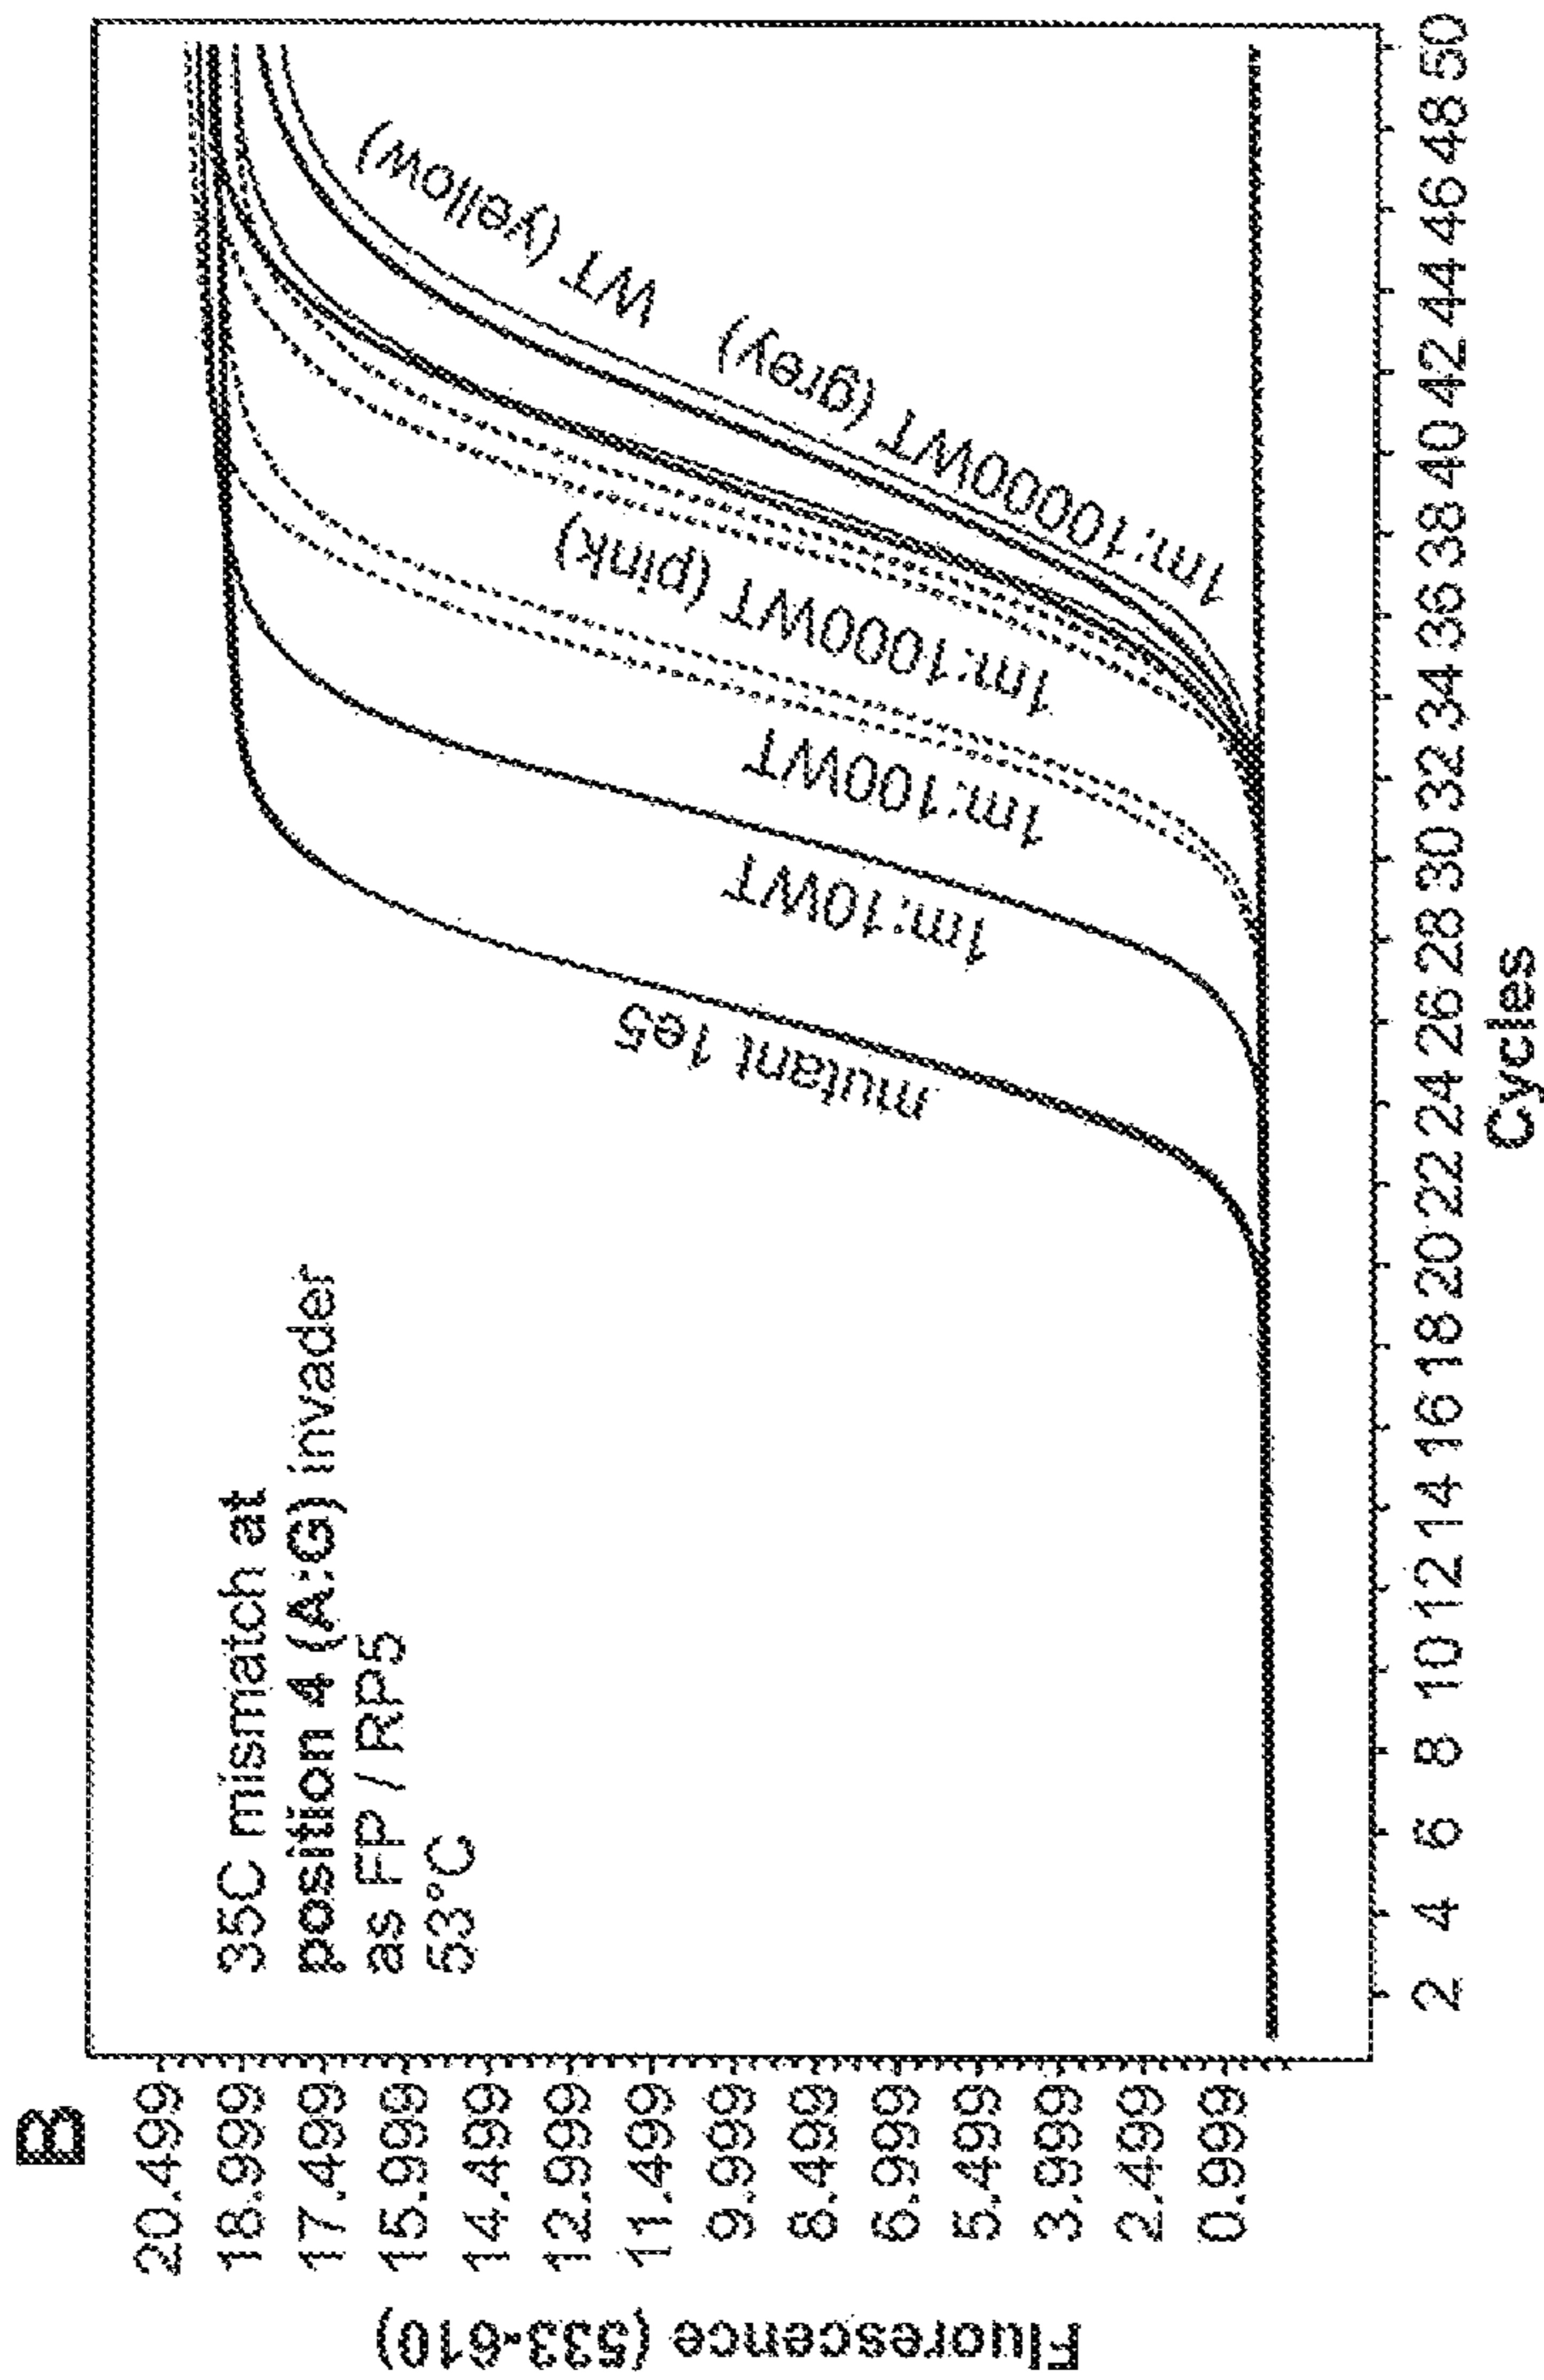 B
Fluorescence (533-610)
20.499
18.999
17.499
15.999
14.499
12.999
11.499
9.999
8.499
6.999
5.499
3.999
2.499
0.999
35C mismatch at
position 4 (A:G) invader
as FP / RP5
53°C
mutant 1e5
1m:10WT
1m:100WT
1m:1000WT (pink)
1m:10000WT (grey)
WT (yellow)
2 4 6 8 10 12 14 16 18 20 22 24 26 28 30 32 34 36 38 40 42 44 46 48 50
Cycles